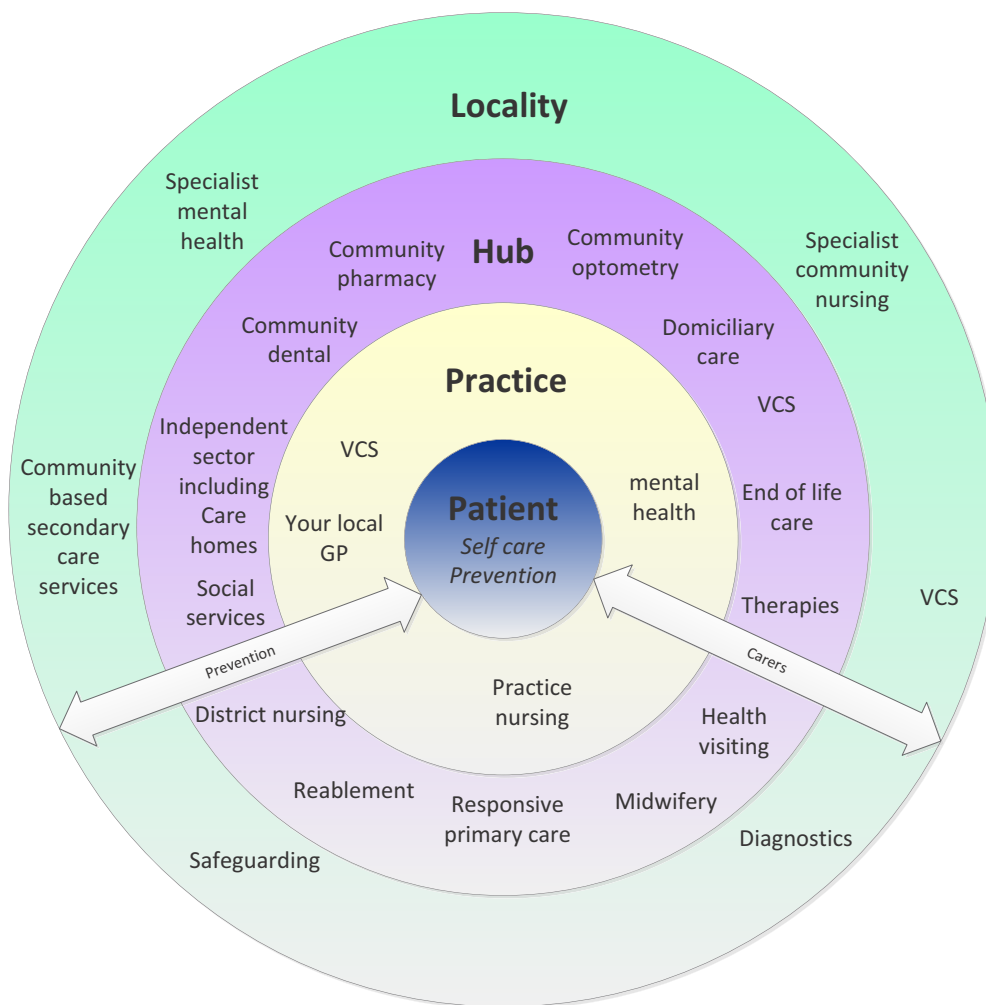 Locality
Specialist
mental
health
Specialist
community
nursing
Community
based
secondary
care
services
VCS
Safeguarding
Diagnostics
Hub
Community
pharmacy
Community
optometry
Community
dental
Domiciliary
care
VCS
Independent
sector
including
Care
homes
End of life
care
Social
services
Therapies
District nursing
Health
visiting
Reablement
Responsive
primary care
Midwifery
Practice
VCS
mental
health
Your local
GP
Practice
nursing
Patient
Self care
Prevention
Prevention
Carers